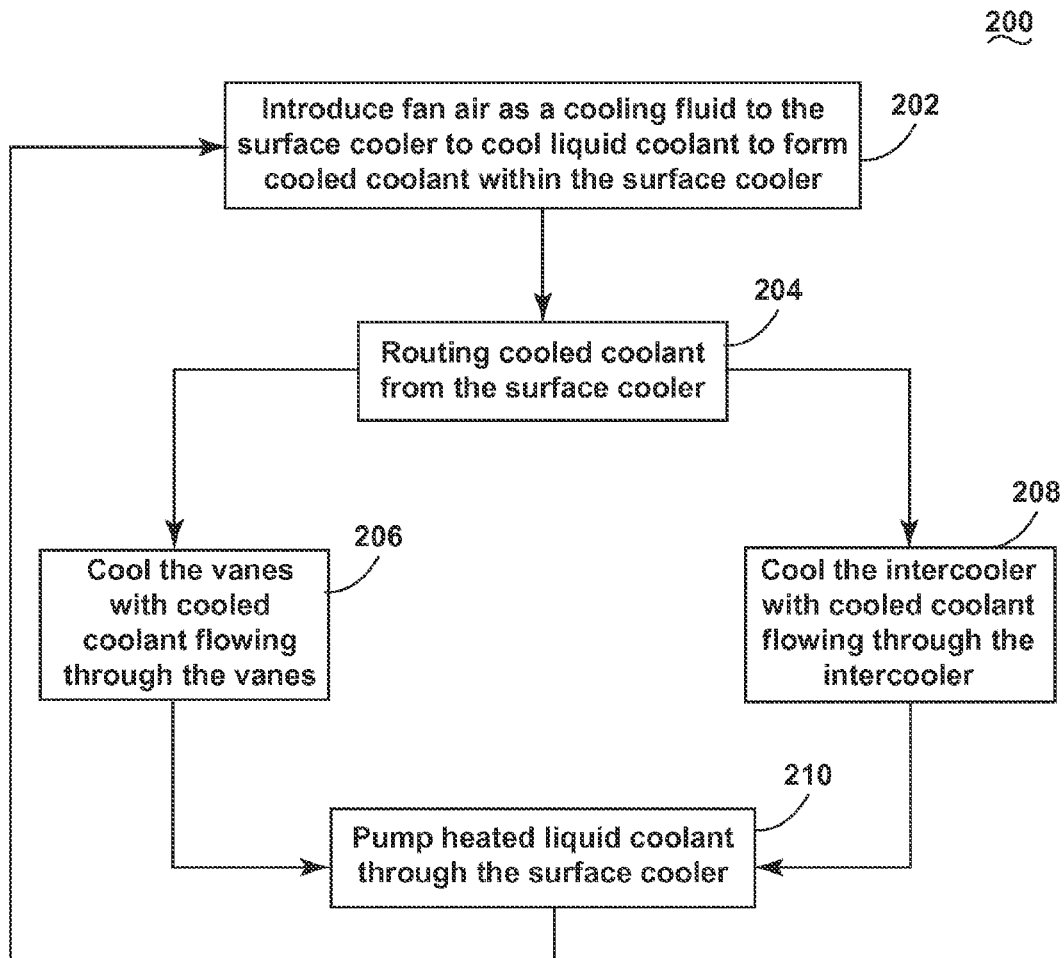 200
Introduce fan air as a cooling fluid to the
surface cooler to cool liquid coolant to form
cooled coolant within the surface cooler
202
204
Routing cooled coolant
from the surface cooler
206
Cool the vanes
with cooled
coolant flowing
through the vanes
208
Cool the intercooler
with cooled coolant
flowing through the
intercooler
210
Pump heated liquid coolant
through the surface cooler